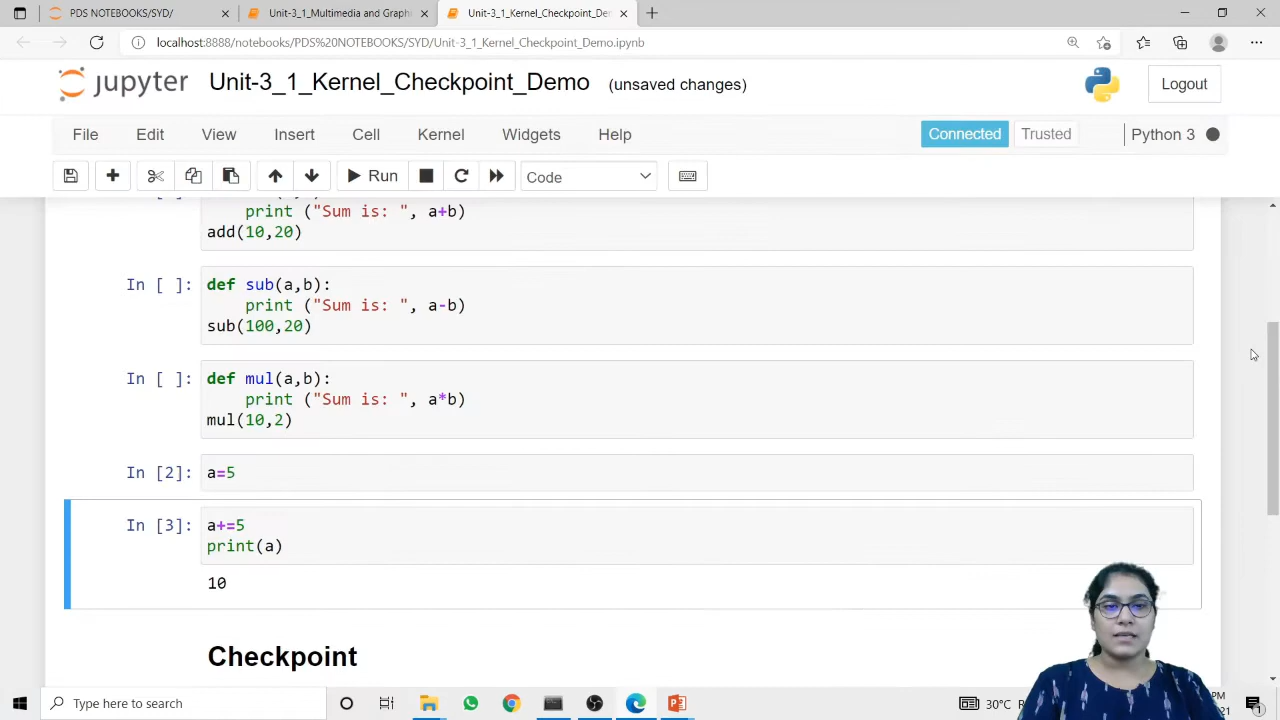 PDS NOTEBOOKS/SYD/
Unit-3_1_Multimedia and Graphi
Unit-3_1_Kernel_Checkpoint_De
localhost:8888/notebooks/PDS%20NOTEBOOKS/SYD/Unit-3_1_Kernel_Checkpoint_Demo.ipynb
jupyter Unit-3_1_Kernel_Checkpoint_Demo (unsaved changes) Logout
File Edit View Insert Cell Kernel Widgets Help Connected Trusted Python 3
Run Code
print ("Sum is: ", a+b)
add(10,20)
In [ ]: def sub(a,b):
print ("Sum is: ", a-b)
sub(100,20)
In [ ]: def mul(a,b):
print ("Sum is: ", a*b)
mul(10,2)
In [2]: a=5
In [3]: a+=5
print(a)
10
Checkpoint
Type here to search
30°C